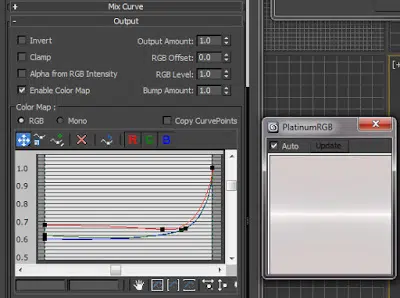 Mix Curve
Output
Invert
Output Amount: 1.0
Clamp
RGB Offset: 0.0
Alpha from RGB Intensity
RGB Level: 1.0
Enable Color Map
Bump Amount: 1.0
Color Map :
RGB
Mono
Copy CurvePoints
R G B
1.0
0.9
0.8
0.7
0.6
0.5
PlatinumRGB
Auto
Update
[+